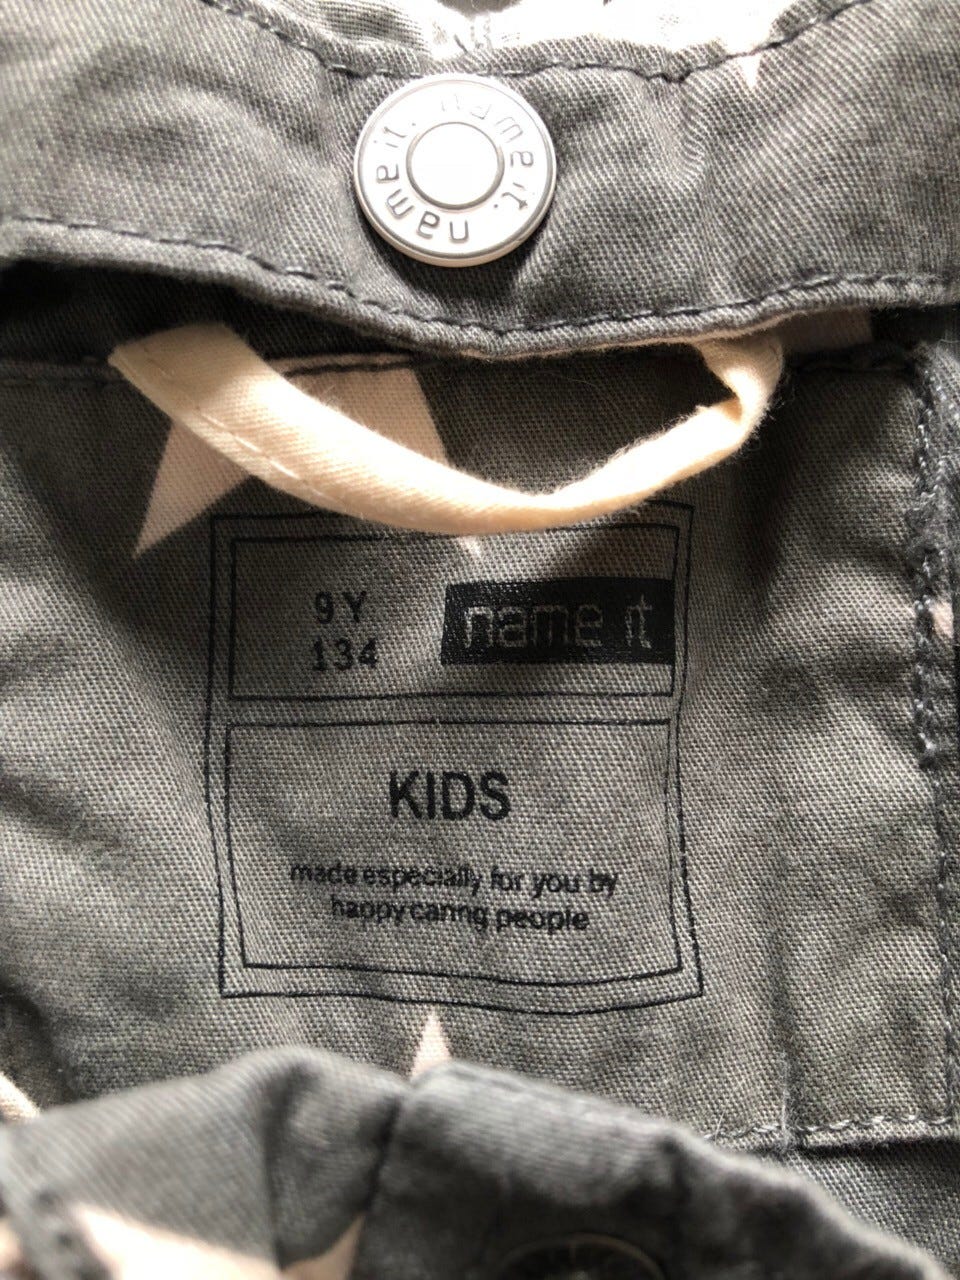 name it. name it.
9 Y
134
name it
KIDS
made especially for you by
happy caring people